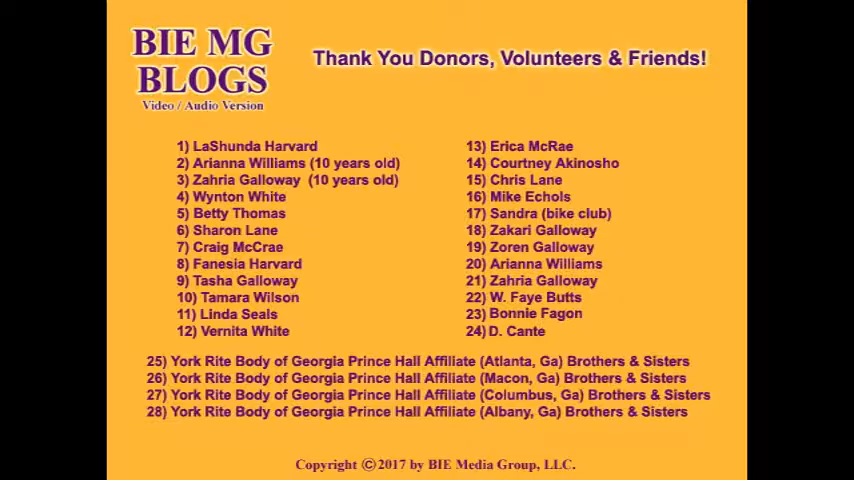 BIE MG
BLOGS
Video / Audio Version
Thank You Donors, Volunteers & Friends!
1) LaShunda Harvard
2) Arianna Williams (10 years old)
3) Zahria Galloway (10 years old)
4) Wynton White
5) Betty Thomas
6) Sharon Lane
7) Craig McCrae
8) Fanesia Harvard
9) Tasha Galloway
10) Tamara Wilson
11) Linda Seals
12) Vernita White
13) Erica McRae
14) Courtney Akinosho
15) Chris Lane
16) Mike Echols
17) Sandra (bike club)
18) Zakari Galloway
19) Zoren Galloway
20) Arianna Williams
21) Zahria Galloway
22) W. Faye Butts
23) Bonnie Fagon
24) D. Cante
25) York Rite Body of Georgia Prince Hall Affiliate (Atlanta, Ga) Brothers & Sisters
26) York Rite Body of Georgia Prince Hall Affiliate (Macon, Ga) Brothers & Sisters
27) York Rite Body of Georgia Prince Hall Affiliate (Columbus, Ga) Brothers & Sisters
28) York Rite Body of Georgia Prince Hall Affiliate (Albany, Ga) Brothers & Sisters
Copyright ©2017 by BIE Media Group, LLC.